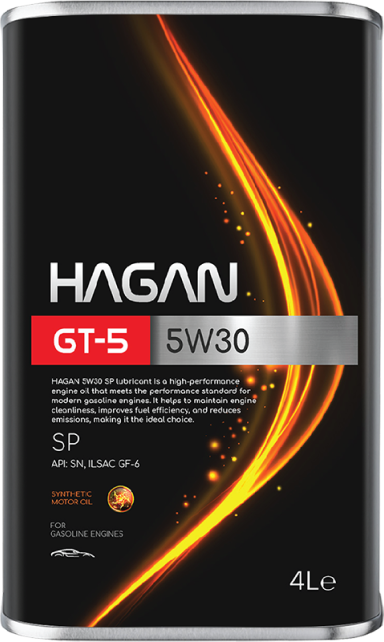 HAGAN
GT-5 5W30
HAGAN 5W30 SP lubricant is a high-performance
engine oil that meets the performance standard for
modern gasoline engines. It helps to maintain engine
cleanliness, improves fuel efficiency, and reduces
emissions, making it the ideal choice.
SP
API: SN, ILSAC GF-6
SYNTHETIC
MOTOR OIL
FOR
GASOLINE ENGINES
4L℮